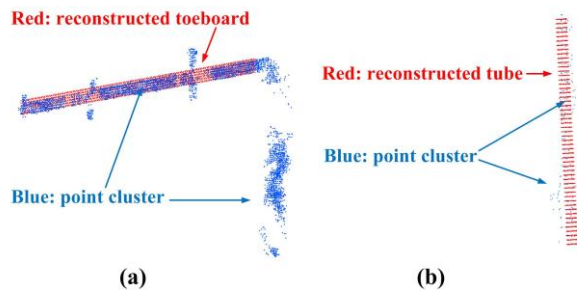 Red: reconstructed toeboard
Blue: point cluster
(a)
Red: reconstructed tube
Blue: point cluster
(b)